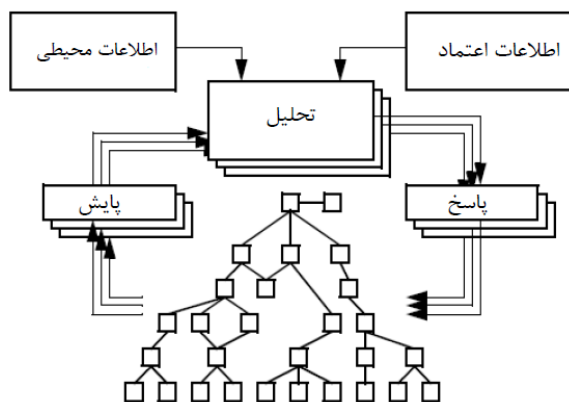 اطلاعات اعتماد
اطلاعات محیطی
تحلیل
پاسخ
پایش